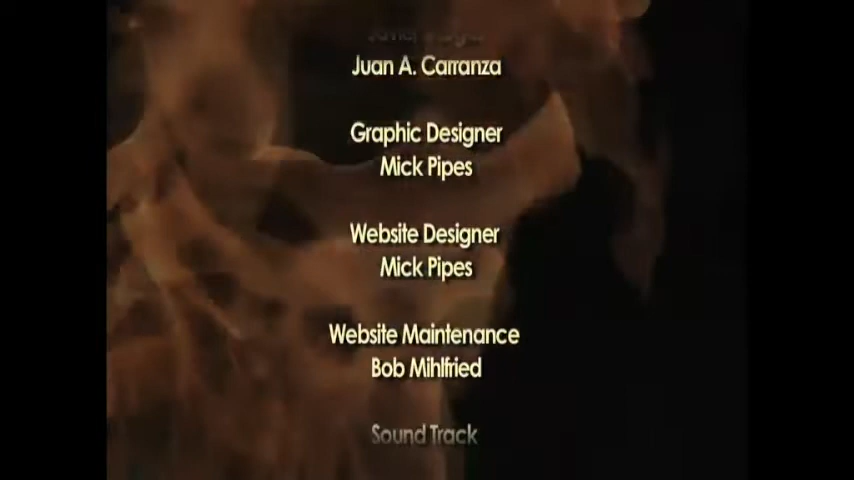 Juan A. Carranza
Graphic Designer
Mick Pipes
Website Designer
Mick Pipes
Website Maintenance
Bob Mihlfried
Sound Track